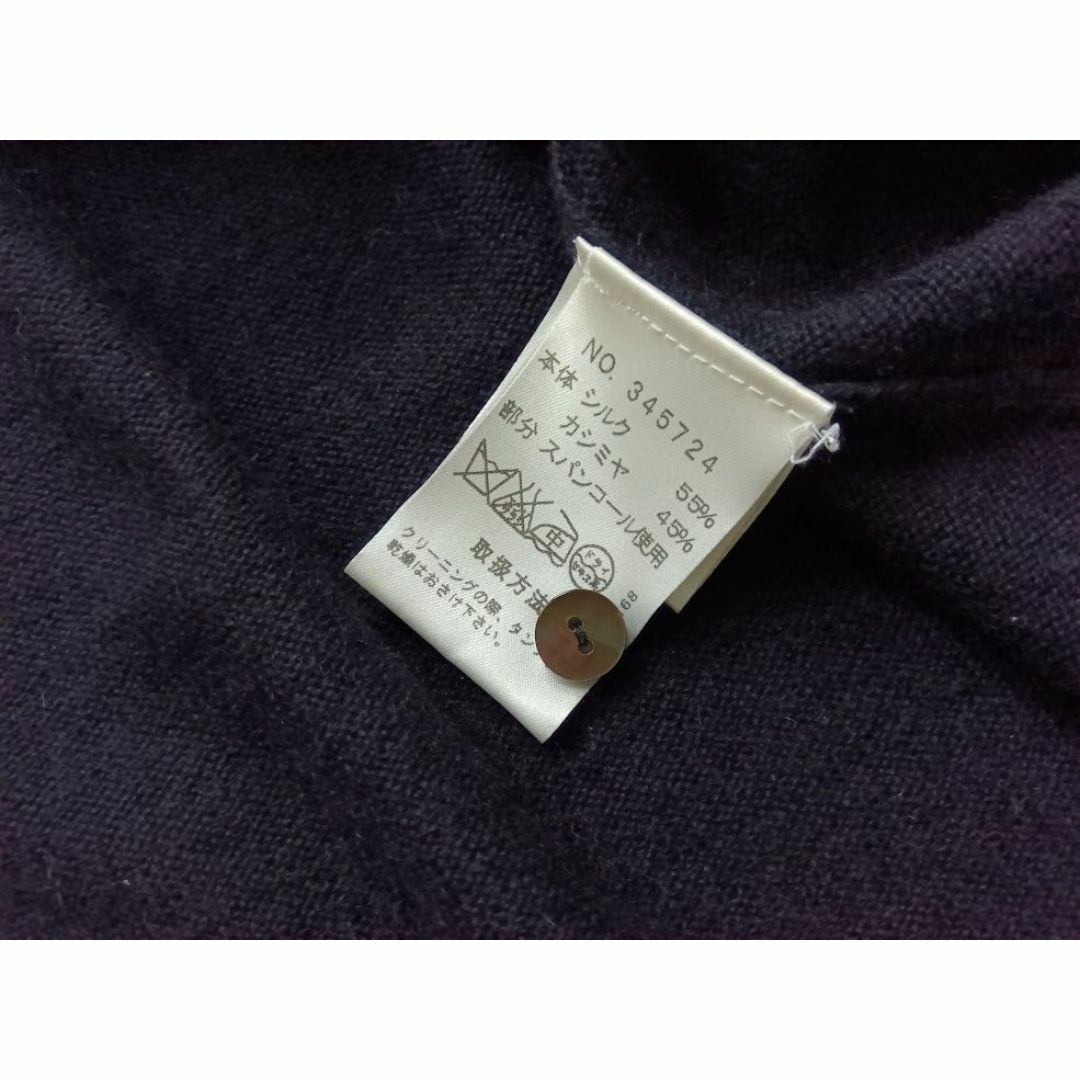 NO. 345724
本体 シルク 55%
カシミヤ 45%
部分 スパンコール使用
中 ドライ
取扱方法
68
クリーニングの際、タン
乾燥はおさけ下さい。